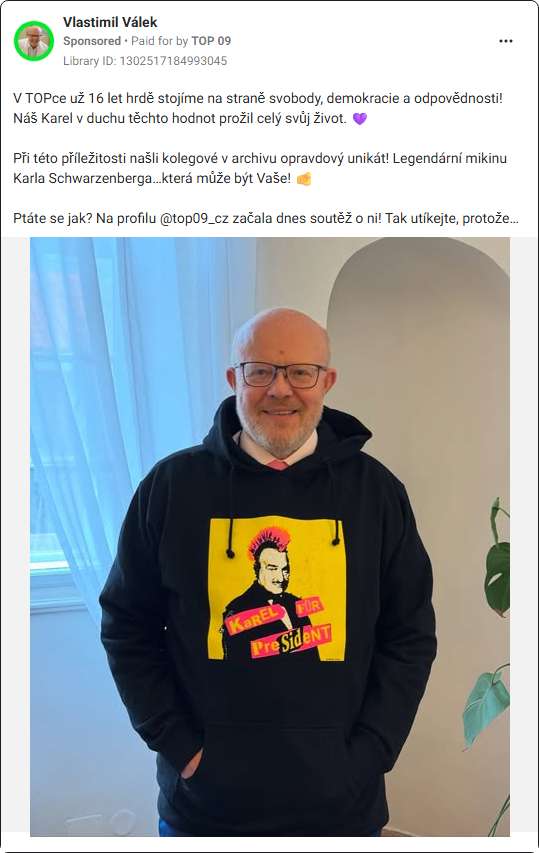 Vlastimil Válek
Sponsored • Paid for by TOP 09
Library ID: 1302517184993045
V TOPce už 16 let hrdě stojíme na straně svobody, demokracie a odpovědnosti!
Náš Karel v duchu těchto hodnot prožil celý svůj život. 💜
Při této příležitosti našli kolegové v archivu opravdový unikát! Legendární mikinu
Karla Schwarzenberga...která může být Vaše! 🤏
Ptáte se jak? Na profilu @top09_cz začala dnes soutěž o ni! Tak utíkejte, protože...
KAREL FÜR
PreSideNT